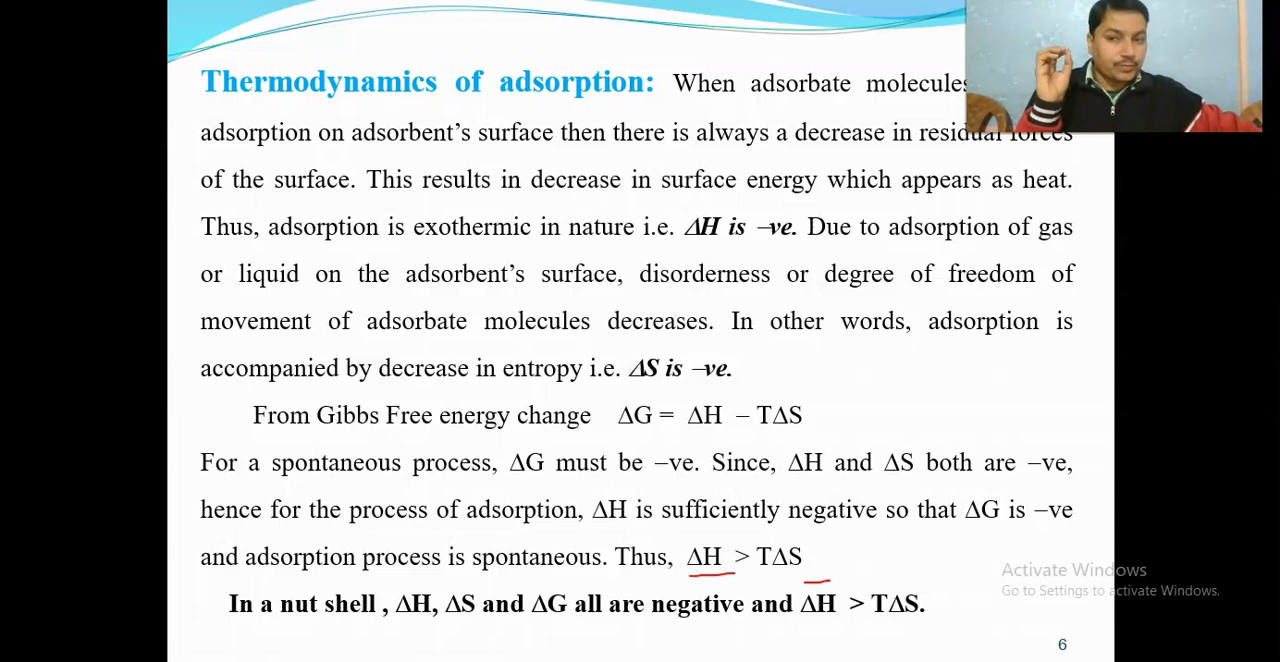 Thermodynamics of adsorption: When adsorbate molecules
adsorption on adsorbent’s surface then there is always a decrease in residual forces
of the surface. This results in decrease in surface energy which appears as heat.
Thus, adsorption is exothermic in nature i.e. ΔH is –ve. Due to adsorption of gas
or liquid on the adsorbent’s surface, disorderness or degree of freedom of
movement of adsorbate molecules decreases. In other words, adsorption is
accompanied by decrease in entropy i.e. ΔS is –ve.
From Gibbs Free energy change ΔG = ΔH – TΔS
For a spontaneous process, ΔG must be –ve. Since, ΔH and ΔS both are –ve,
hence for the process of adsorption, ΔH is sufficiently negative so that ΔG is –ve
and adsorption process is spontaneous. Thus, ΔH > TΔS
In a nut shell , ΔH, ΔS and ΔG all are negative and ΔH > TΔS.
Activate Windows
Go to Settings to activate Windows.
6